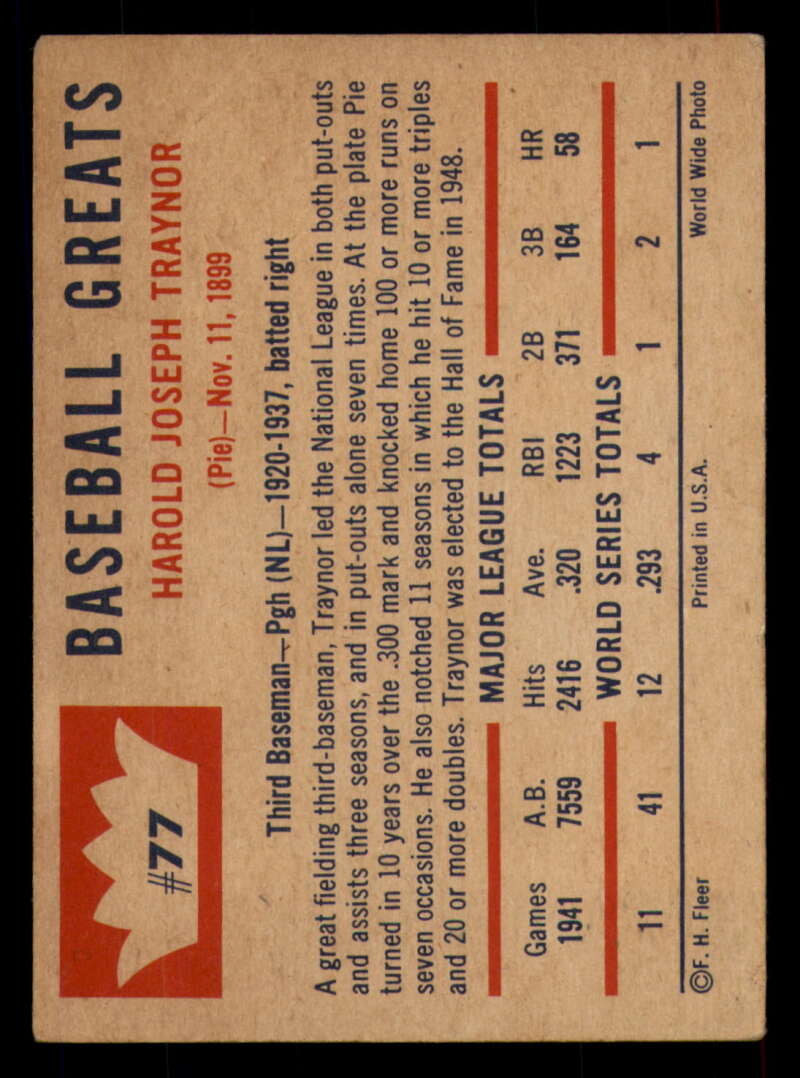 #77
BASEBALL GREATS
HAROLD JOSEPH TRAYNOR
(Pie)—Nov. 11, 1899
Third Baseman—Pgh (NL)—1920-1937, batted right
A great fielding third-baseman, Traynor led the National League in both put-outs
and assists three seasons, and in put-outs alone seven times. At the plate Pie
turned in 10 years over the .300 mark and knocked home 100 or more runs on
seven occasions. He also notched 11 seasons in which he hit 10 or more triples
and 20 or more doubles. Traynor was elected to the Hall of Fame in 1948.
MAJOR LEAGUE TOTALS
Games A.B. Hits Ave. RBI 2B 3B HR
1941 7559 2416 .320 1223 371 164 58
WORLD SERIES TOTALS
11 41 12 .293 4 1 2 1
©F. H. Fleer Printed in U.S.A. World Wide Photo